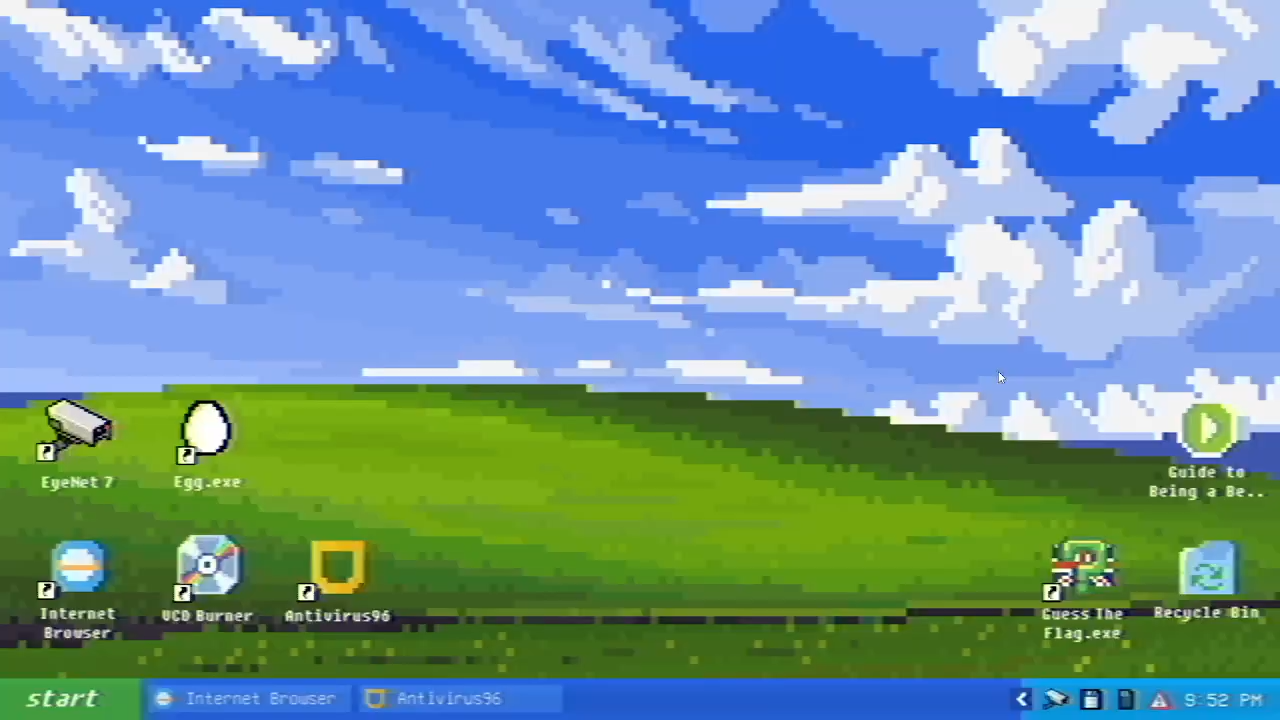 EyeNet 7
Egg.exe
Guide to
Being a Be..
Internet
Browser
UCD Burner
Antivirus96
Guess The
Flag.exe
Recycle Bin
start
Internet Browser
Antivirus96
9:52 PM